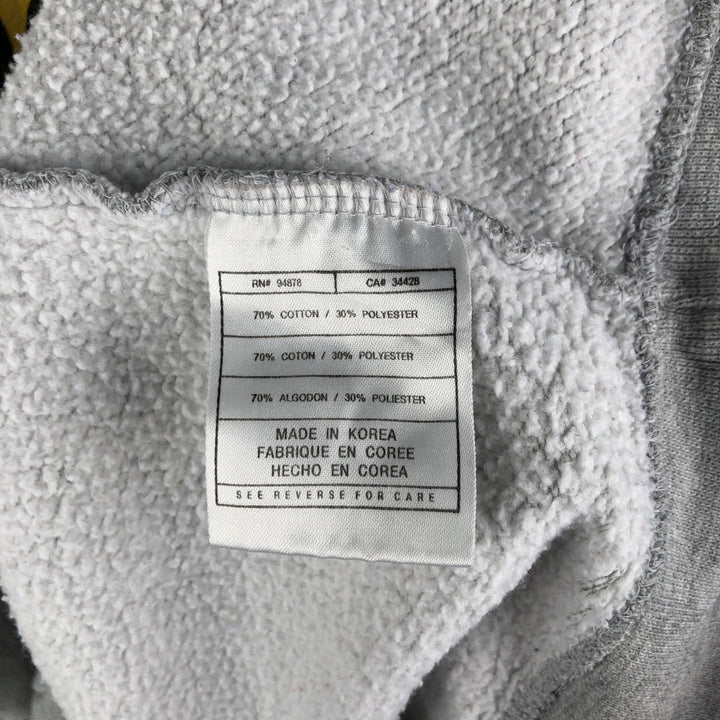 RN# 94878 CA# 34428
70% COTTON / 30% POLYESTER
70% COTON / 30% POLYESTER
70% ALGODON / 30% POLIESTER
MADE IN KOREA
FABRIQUE EN COREE
HECHO EN COREA
SEE REVERSE FOR CARE